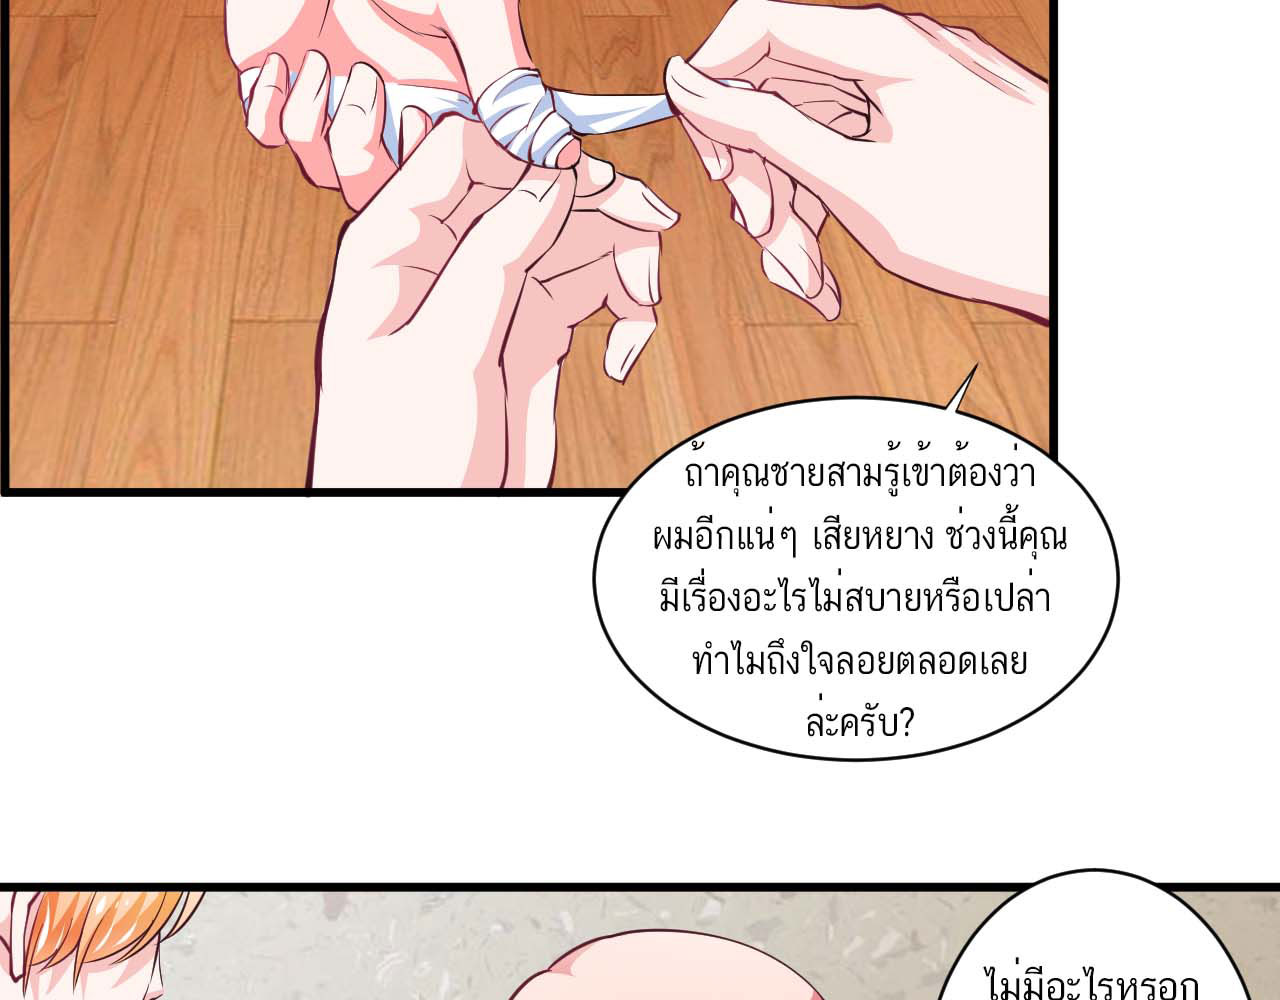 ถ้าคุณชายสามรู้เข้าต้องว่า
ผมอีกแน่ๆ เสียหยาง ช่วงนี้คุณ
มีเรื่องอะไรไม่สบายหรือเปล่า
ทำไมถึงใจลอยตลอดเลย
ล่ะครับ?
ไม่มีอะไรหรอก